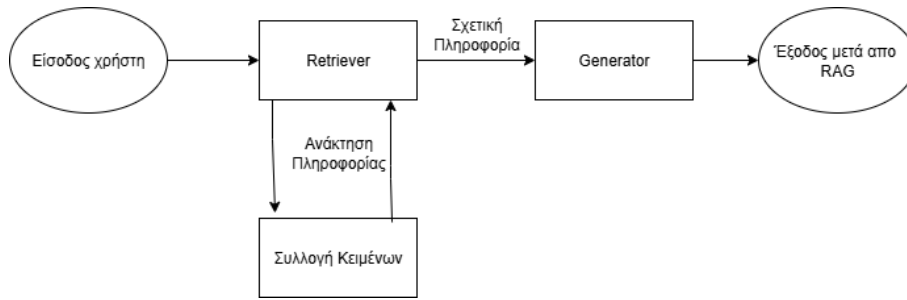 Είσοδος χρήστη
Retriever
Σχετική
Πληροφορία
Generator
Έξοδος μετά απο
RAG
Ανάκτηση
Πληροφορίας
Συλλογή Κειμένων